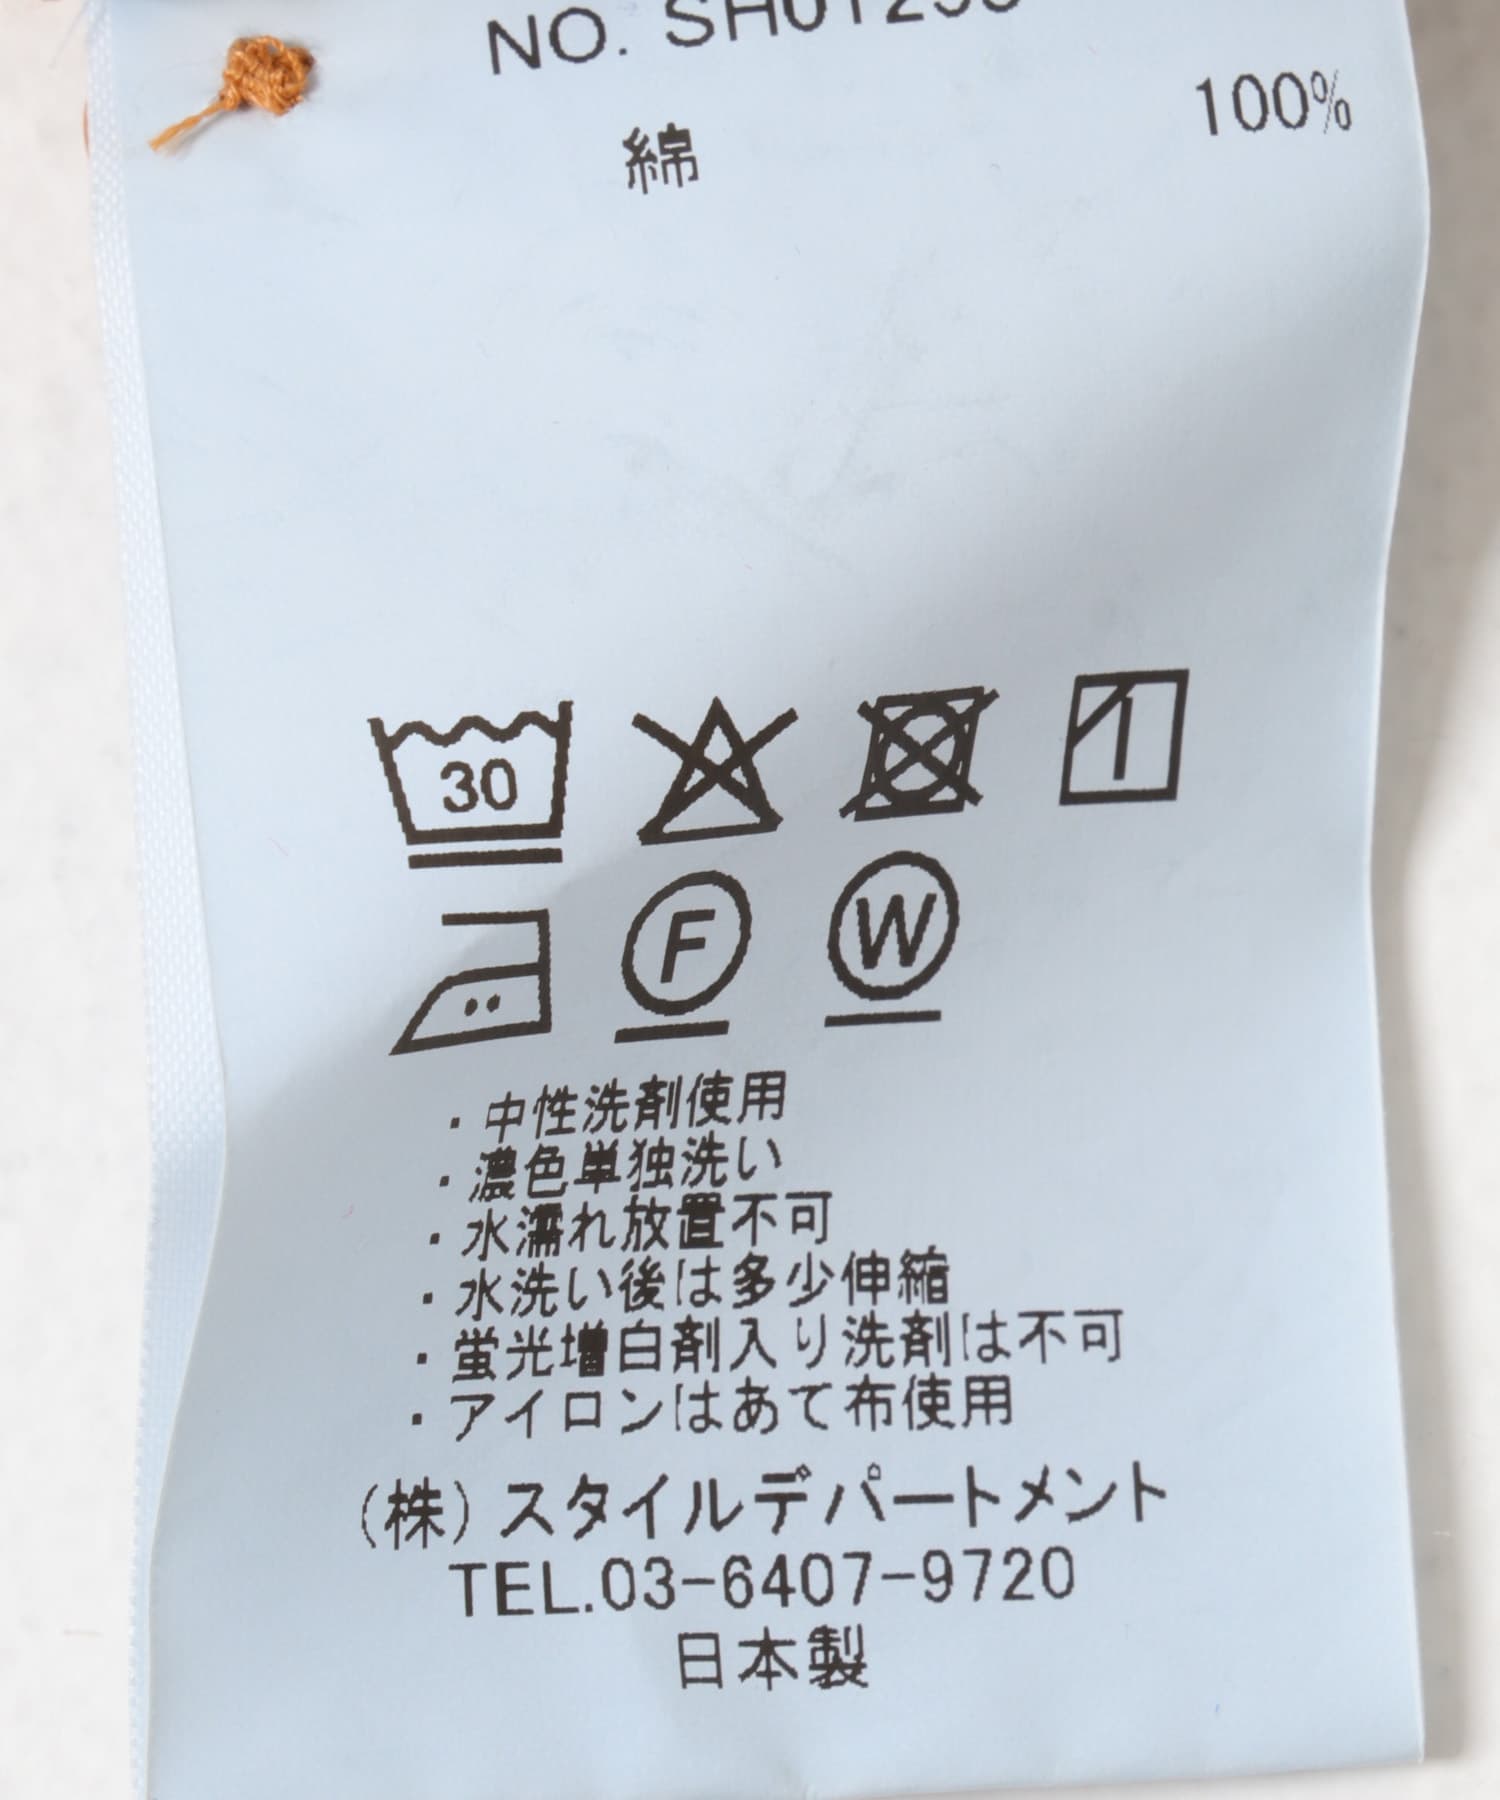 NO.
綿 100%
30
F W
・中性洗剤使用
・濃色単独洗い
・水濡れ放置不可
・水洗い後は多少伸縮
・蛍光増白剤入り洗剤は不可
・アイロンはあて布使用
(株)スタイルデパートメント
TEL.03-6407-9720
日本製